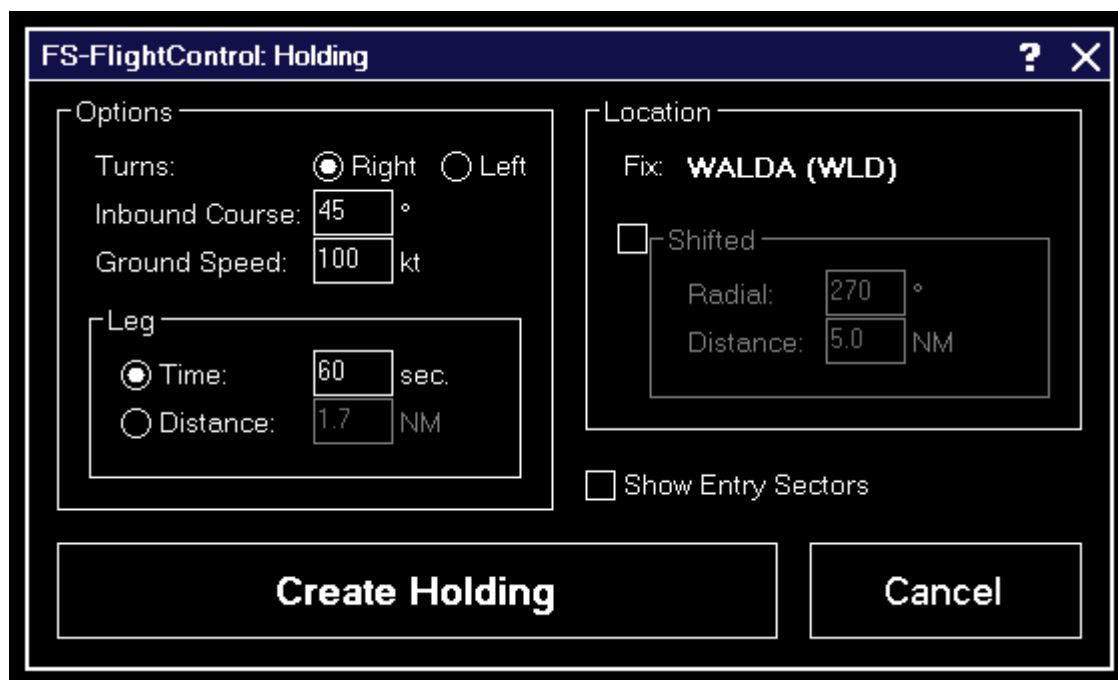 FS-FlightControl: Holding ? X
Options
Turns: Right Left
Inbound Course: 45 °
Ground Speed: 100 kt
Leg
Time: 60 sec.
Distance: 1.7 NM
Location
Fix: WALDA (WLD)
Shifted
Radial: 270 °
Distance: 5.0 NM
Show Entry Sectors
Create Holding
Cancel